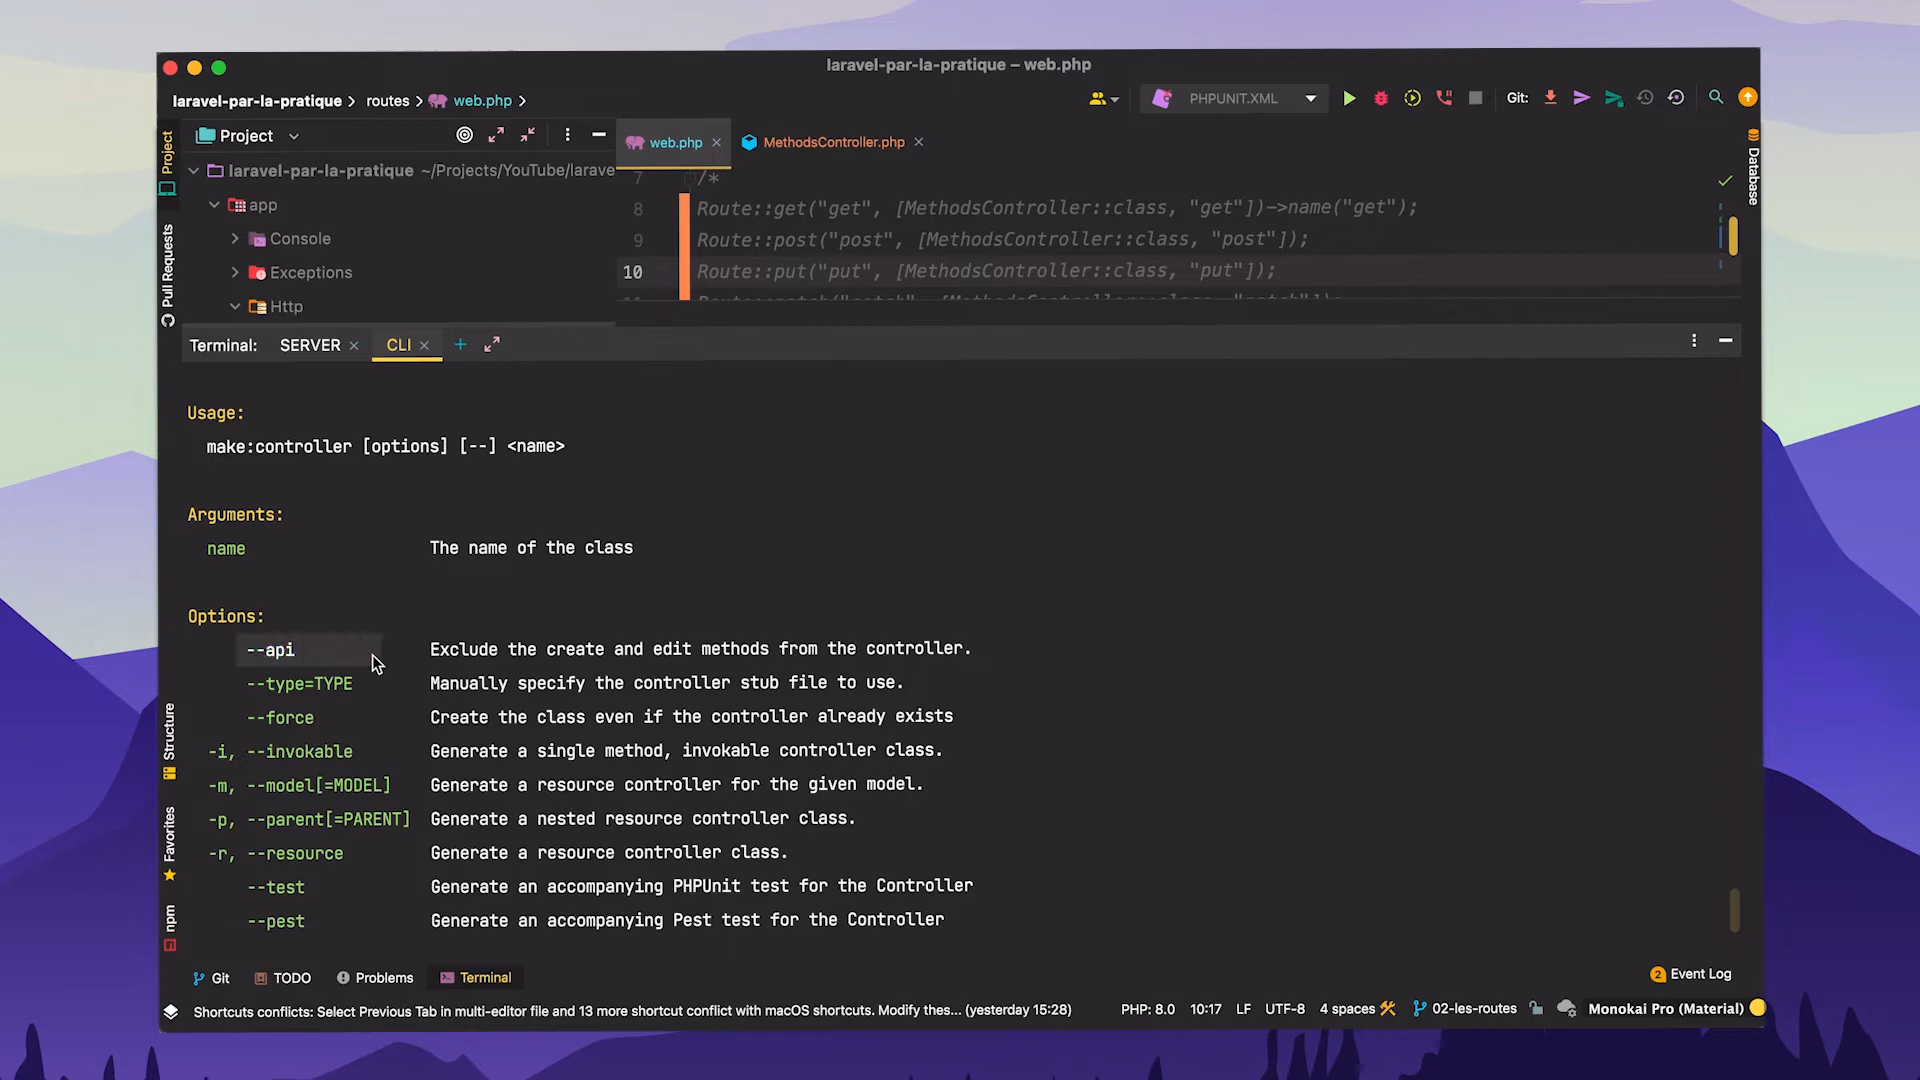 laravel-par-la-pratique – web.php
laravel-par-la-pratique > routes > web.php >
PHPUNIT.XML
Git:
Project
Project
web.php
MethodsController.php
Database
laravel-par-la-pratique ~/Projects/YouTube/larave
app
Console
Exceptions
Http
Pull Requests
7 /*
8 Route::get("get", [MethodsController::class, "get"])->name("get");
9 Route::post("post", [MethodsController::class, "post"]);
10 Route::put("put", [MethodsController::class, "put"]);
Terminal: SERVER CLI +
Usage:
make:controller [options] [--] <name>
Arguments:
name The name of the class
Options:
--api Exclude the create and edit methods from the controller.
--type=TYPE Manually specify the controller stub file to use.
--force Create the class even if the controller already exists
-i, --invokable Generate a single method, invokable controller class.
-m, --model[=MODEL] Generate a resource controller for the given model.
-p, --parent[=PARENT] Generate a nested resource controller class.
-r, --resource Generate a resource controller class.
--test Generate an accompanying PHPUnit test for the Controller
--pest Generate an accompanying Pest test for the Controller
Structure
Favorites
npm
Git TODO Problems Terminal
2 Event Log
Shortcuts conflicts: Select Previous Tab in multi-editor file and 13 more shortcut conflict with macOS shortcuts. Modify thes... (yesterday 15:28)
PHP: 8.0 10:17 LF UTF-8 4 spaces 02-les-routes Monokai Pro (Material)